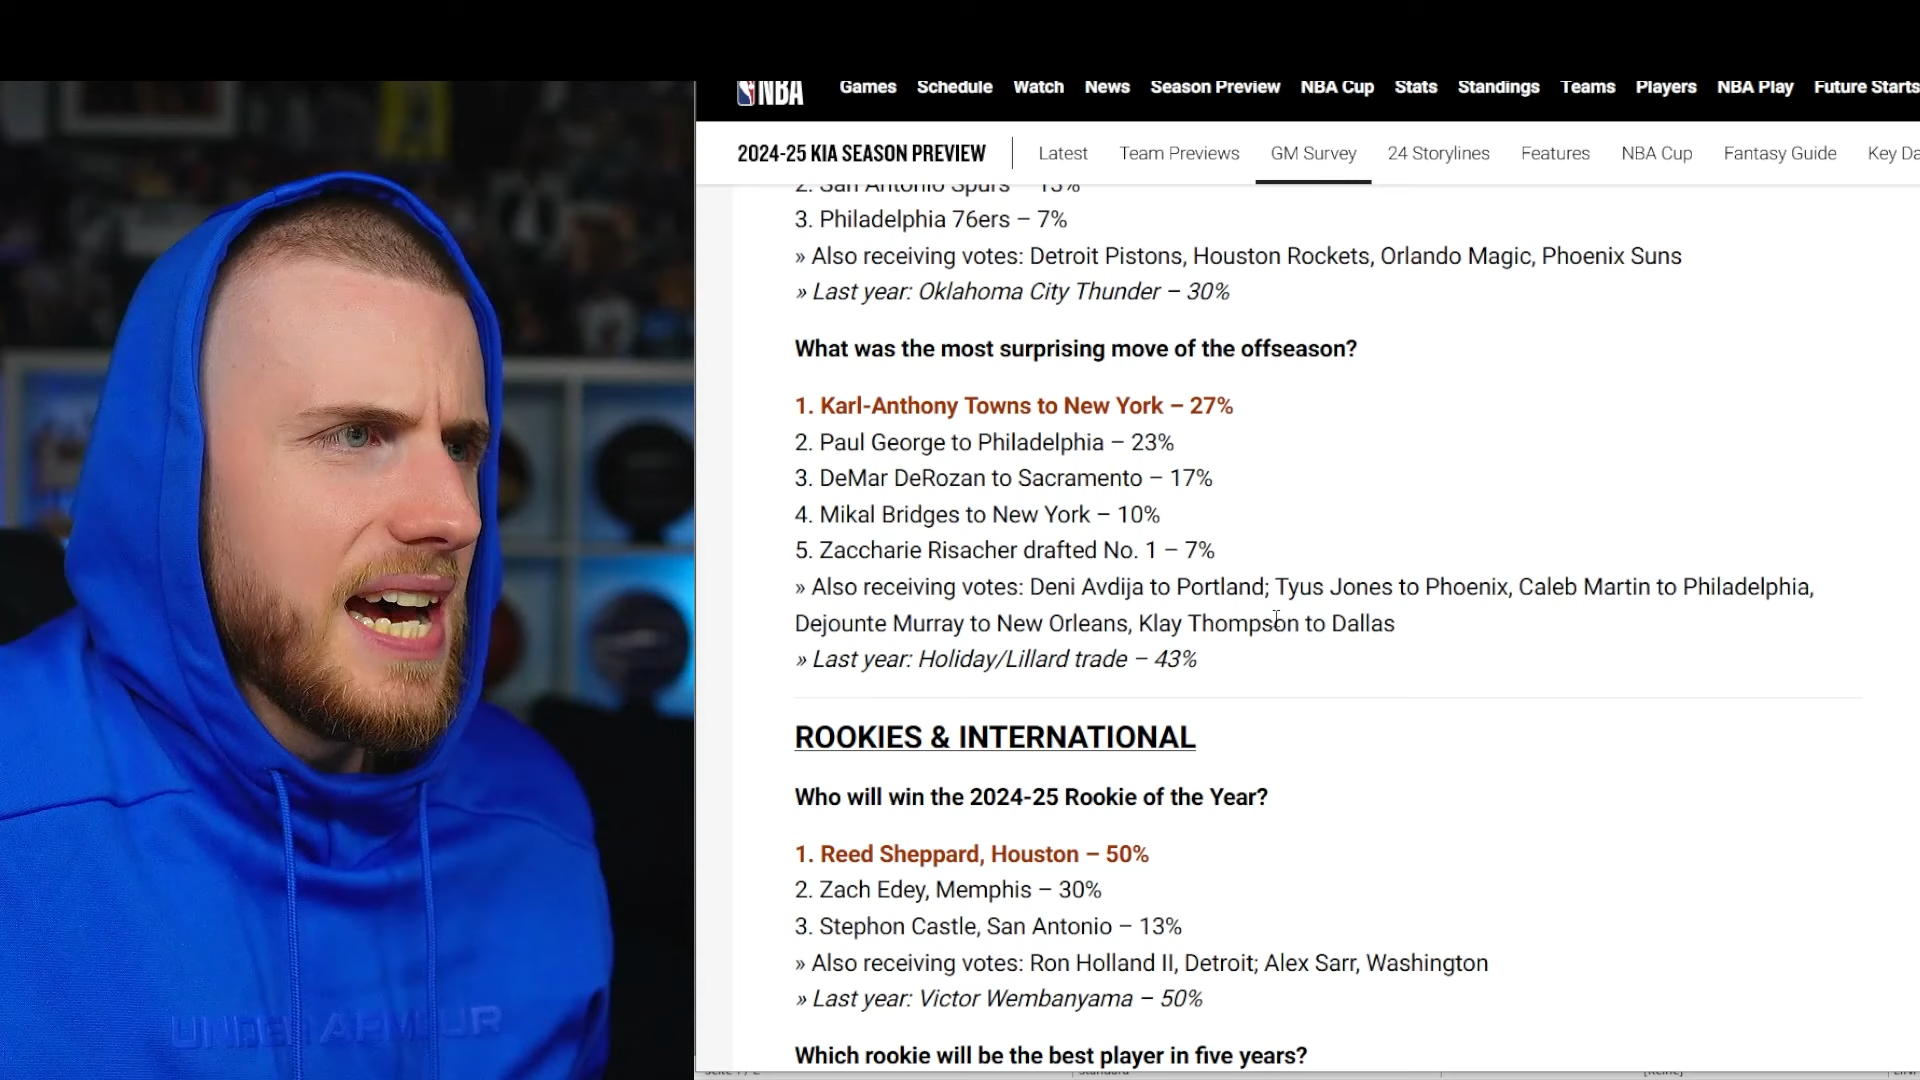 NBA Games Schedule Watch News Season Preview NBA Cup Stats Standings Teams Players NBA Play Future Starts
2024-25 KIA SEASON PREVIEW Latest Team Previews GM Survey 24 Storylines Features NBA Cup Fantasy Guide Key Da
2. San Antonio Spurs – 13%
3. Philadelphia 76ers – 7%
» Also receiving votes: Detroit Pistons, Houston Rockets, Orlando Magic, Phoenix Suns
» Last year: Oklahoma City Thunder – 30%
What was the most surprising move of the offseason?
1. Karl-Anthony Towns to New York – 27%
2. Paul George to Philadelphia – 23%
3. DeMar DeRozan to Sacramento – 17%
4. Mikal Bridges to New York – 10%
5. Zaccharie Risacher drafted No. 1 – 7%
» Also receiving votes: Deni Avdija to Portland; Tyus Jones to Phoenix, Caleb Martin to Philadelphia,
Dejounte Murray to New Orleans, Klay Thompson to Dallas
» Last year: Holiday/Lillard trade – 43%
ROOKIES & INTERNATIONAL
Who will win the 2024-25 Rookie of the Year?
1. Reed Sheppard, Houston – 50%
2. Zach Edey, Memphis – 30%
3. Stephon Castle, San Antonio – 13%
» Also receiving votes: Ron Holland II, Detroit; Alex Sarr, Washington
» Last year: Victor Wembanyama – 50%
Which rookie will be the best player in five years?
UNDER ARMOUR